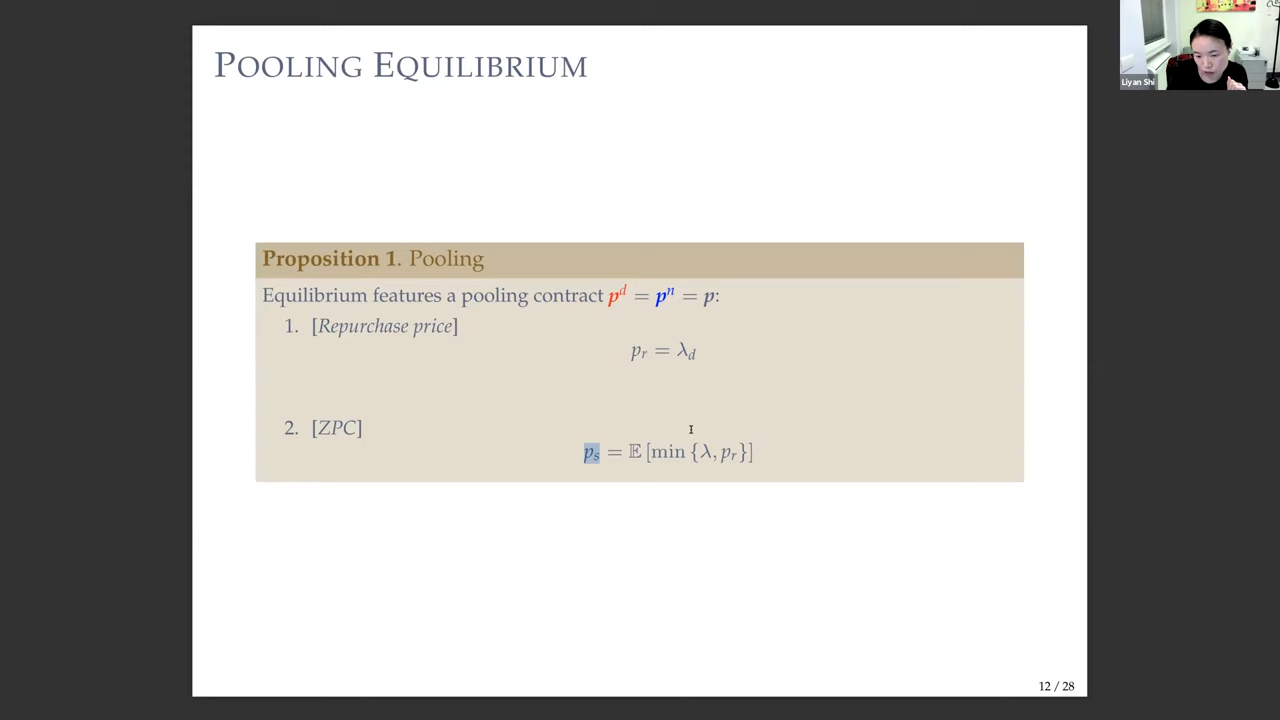 POOLING EQUILIBRIUM
Liyan Shi
Proposition 1. Pooling
Equilibrium features a pooling contract p^d = p^n = p:
1. [Repurchase price]
p_r = λ_d
2. [ZPC]
p_s = 𝔼 [min {λ, p_r}]
12 / 28